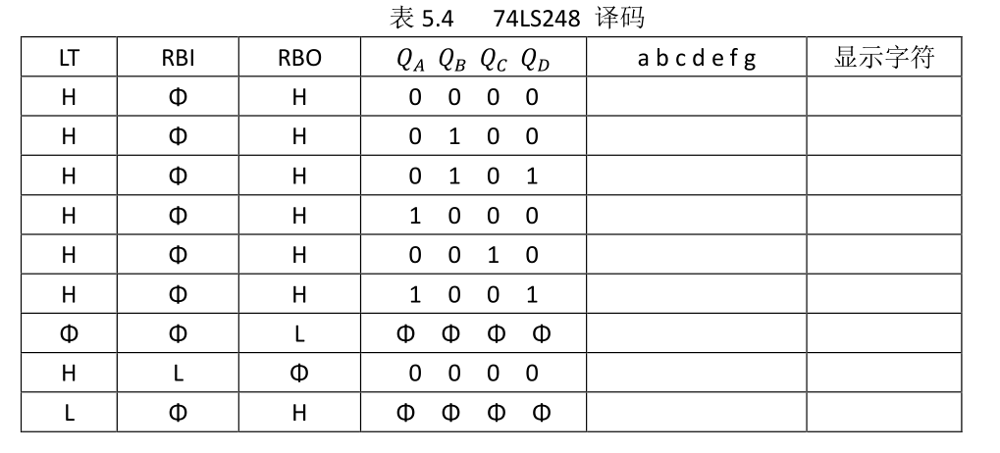 表 5.4 74LS248 译码
LT RBI RBO Q_A Q_B Q_C Q_D a b c d e f g 显示字符
H Φ H 0 0 0 0
H Φ H 0 1 0 0
H Φ H 0 1 0 1
H Φ H 1 0 0 0
H Φ H 0 0 1 0
H Φ H 1 0 0 1
Φ Φ L Φ Φ Φ Φ
H L Φ 0 0 0 0
L Φ H Φ Φ Φ Φ